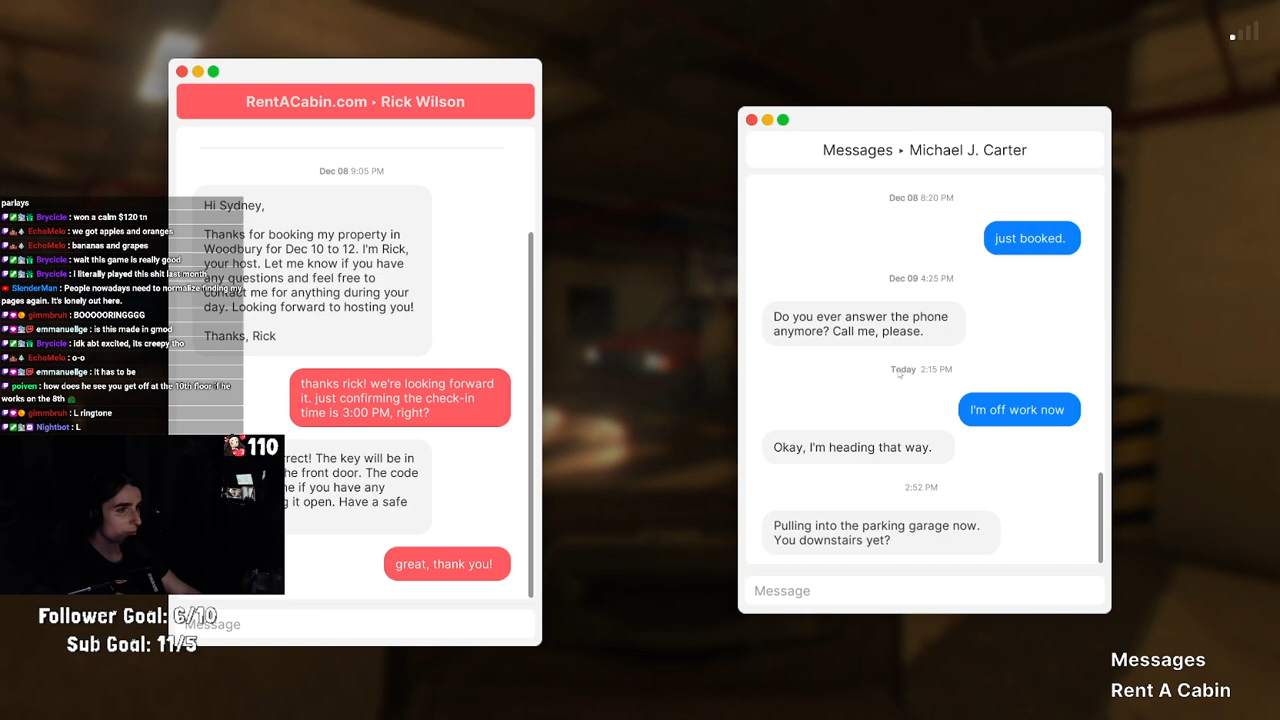 RentACabin.com ‣ Rick Wilson
Dec 08 9:05 PM
Hi Sydney,
Thanks for booking my property in
Woodbury for Dec 10 to 12. I'm Rick,
your host. Let me know if you have
any questions and feel free to
contact me for anything during your
day. Looking forward to hosting you!
Thanks, Rick
thanks rick! we're looking forward
it. just confirming the check-in
time is 3:00 PM, right?
rrect! The key will be in
he front door. The code
ne if you have any
g it open. Have a safe
great, thank you!
Message
parlays
Brycicle : won a calm $120 tn
EchoMelo : we got apples and oranges
EchoMelo : bananas and grapes
Brycicle : wait this game is really good
Brycicle : I literally played this shit last month
SlenderMan : People nowadays need to normalize finding my
pages again. It's lonely out here.
gimmbruh : BOOOOORINGGGG
emmanuellge : is this made in gmod
Brycicle : idk abt excited, its creepy tho
EchoMelo : o-o
emmanuellge : it has to be
poiven : how does he see you get off at the 10th floor if he
works on the 8th
gimmbruh : L ringtone
Nightbot : L
110
Follower Goal: 6/10
Sub Goal: 11/5
Messages ‣ Michael J. Carter
Dec 08 8:20 PM
just booked.
Dec 09 4:25 PM
Do you ever answer the phone
anymore? Call me, please.
Today 2:15 PM
I'm off work now
Okay, I'm heading that way.
2:52 PM
Pulling into the parking garage now.
You downstairs yet?
Message
Messages
Rent A Cabin